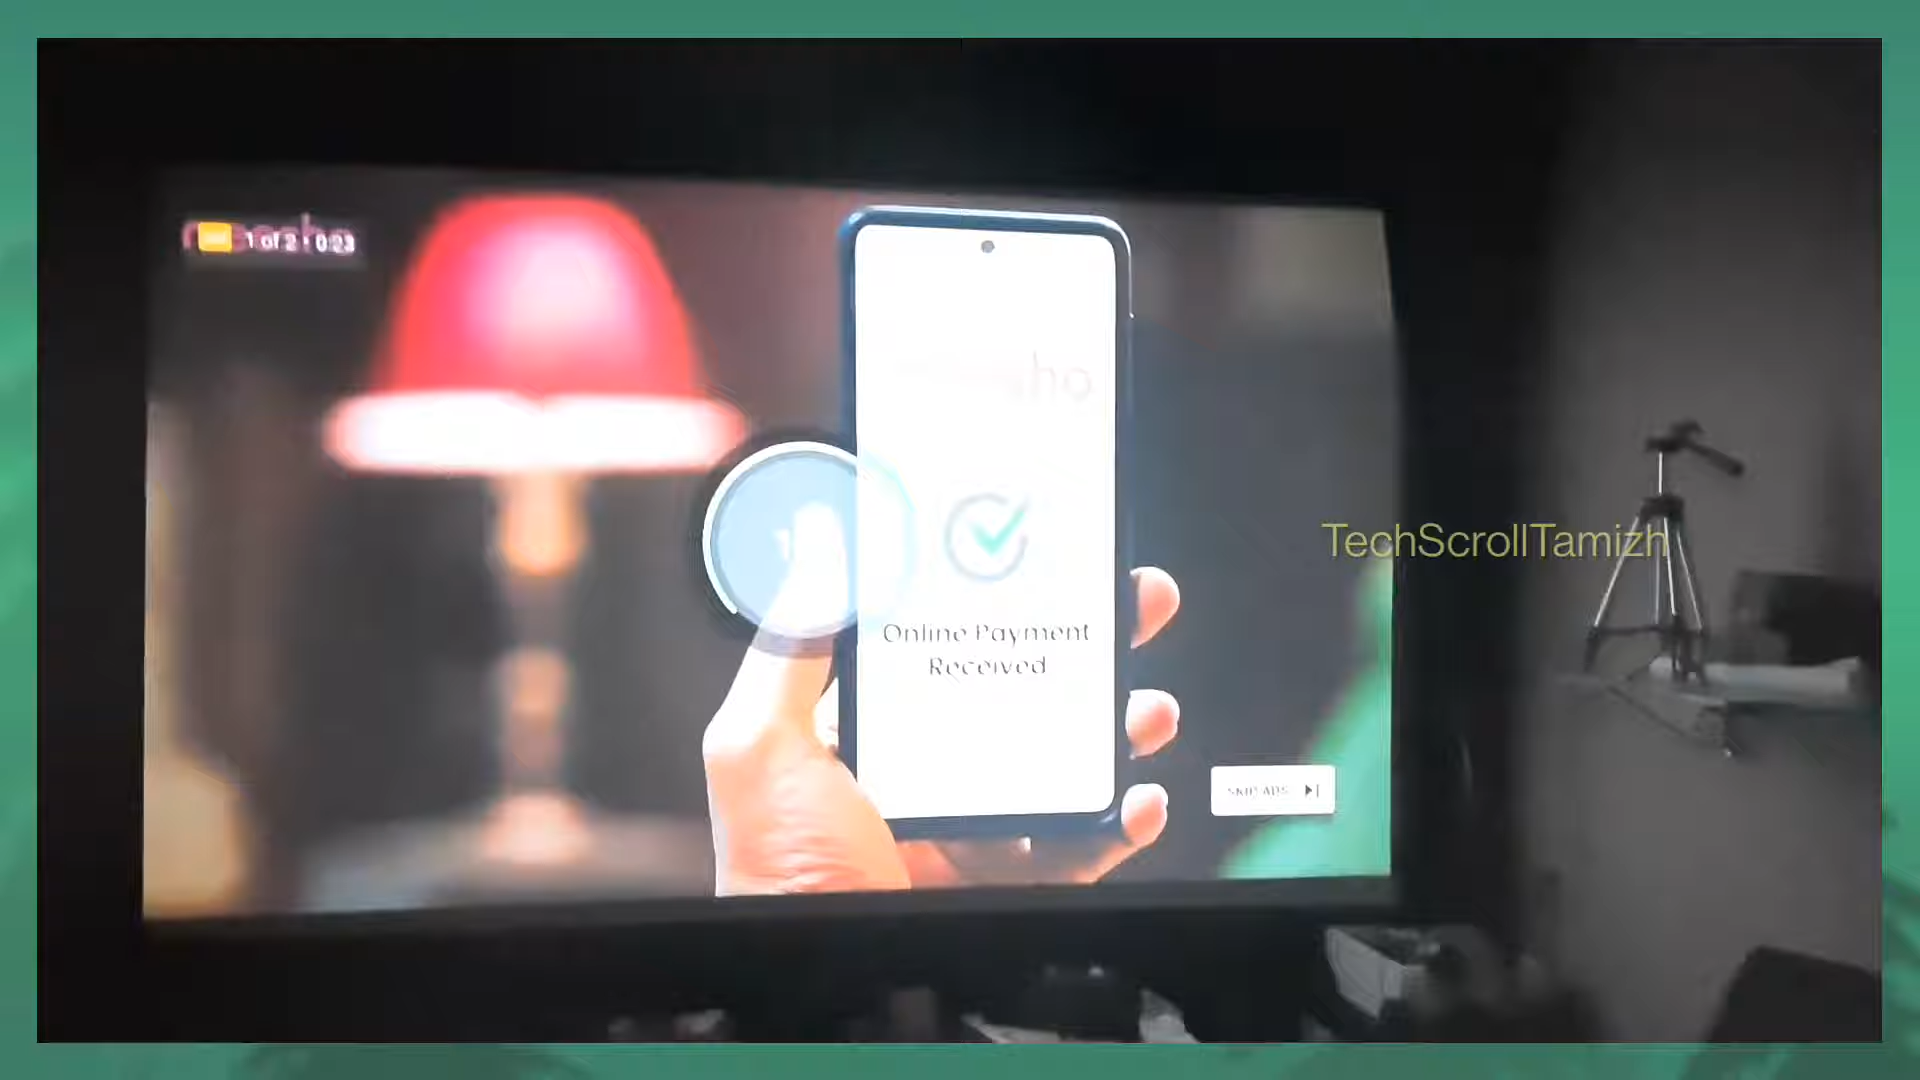 1 of 2 · 0:23
TechScrollTamizh
Online Payment
Received
SKIP ADS